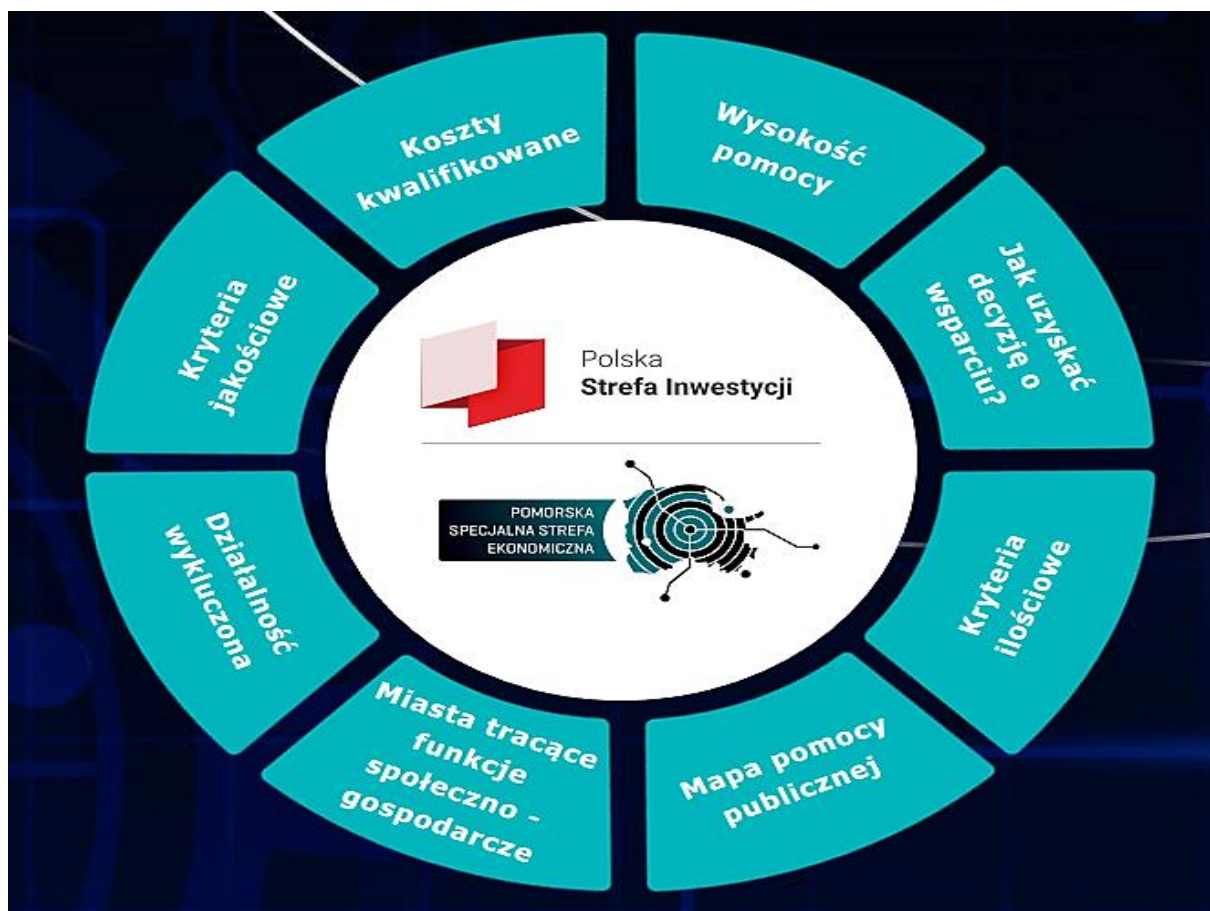 Koszty
kwalifikowane
Wysokość
pomocy
Jak uzyskać
decyzję o
wsparciu?
Kryteria
ilościowe
Mapa pomocy
publicznej
Miasta tracące
funkcje
społeczno -
gospodarcze
Działalność
wykluczona
Kryteria
jakościowe
Polska
Strefa Inwestycji
POMORSKA
SPECJALNA STREFA
EKONOMICZNA